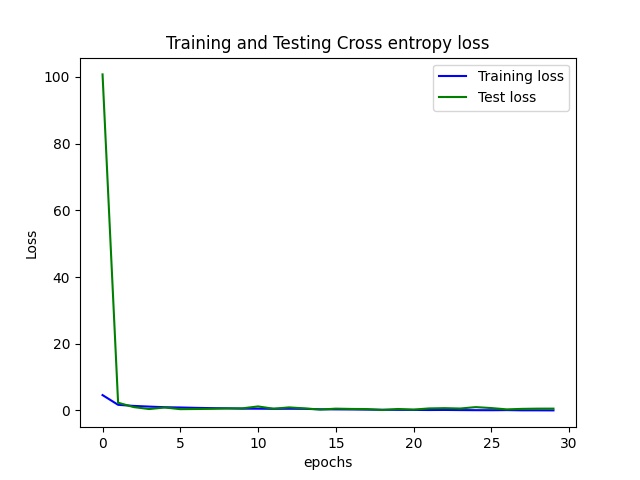 Training and Testing Cross entropy loss
Training loss
Test loss
100
80
60
40
20
0
Loss
0 5 10 15 20 25 30
epochs